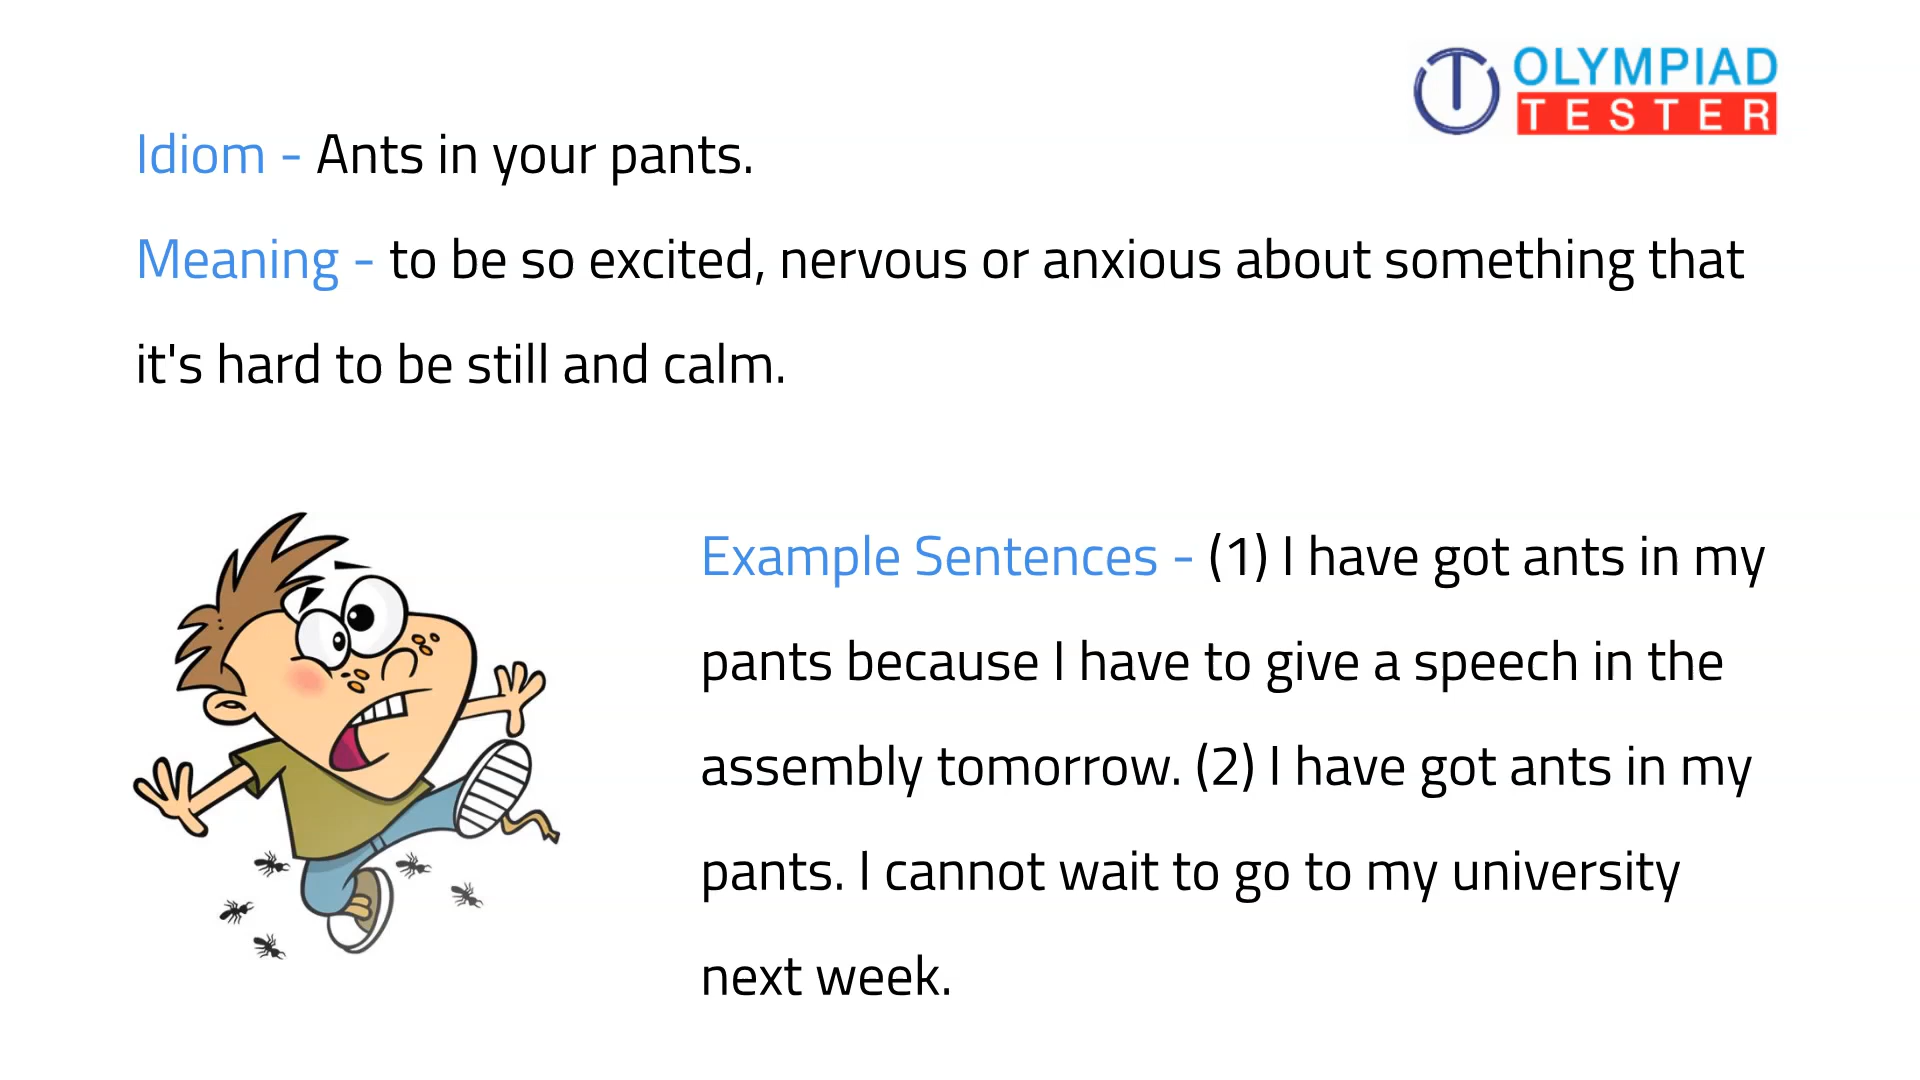 OLYMPIAD
TESTER
Idiom - Ants in your pants.
Meaning - to be so excited, nervous or anxious about something that
it's hard to be still and calm.
Example Sentences - (1) I have got ants in my
pants because I have to give a speech in the
assembly tomorrow. (2) I have got ants in my
pants. I cannot wait to go to my university
next week.